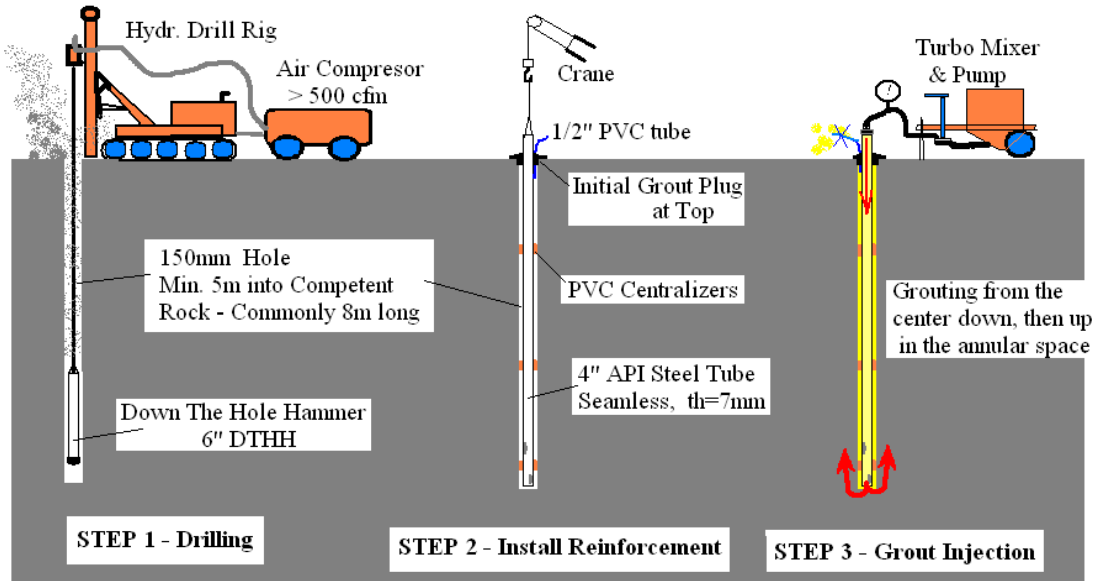 Hydr. Drill Rig
Air Compresor
> 500 cfm
Crane
1/2" PVC tube
Initial Grout Plug
at Top
Turbo Mixer
& Pump
150mm Hole
Min. 5m into Competent
Rock - Commonly 8m long
PVC Centralizers
Grouting from the
center down, then up
in the annular space
4" API Steel Tube
Seamless, th=7mm
Down The Hole Hammer
6" DTHH
STEP 1 - Drilling
STEP 2 - Install Reinforcement
STEP 3 - Grout Injection